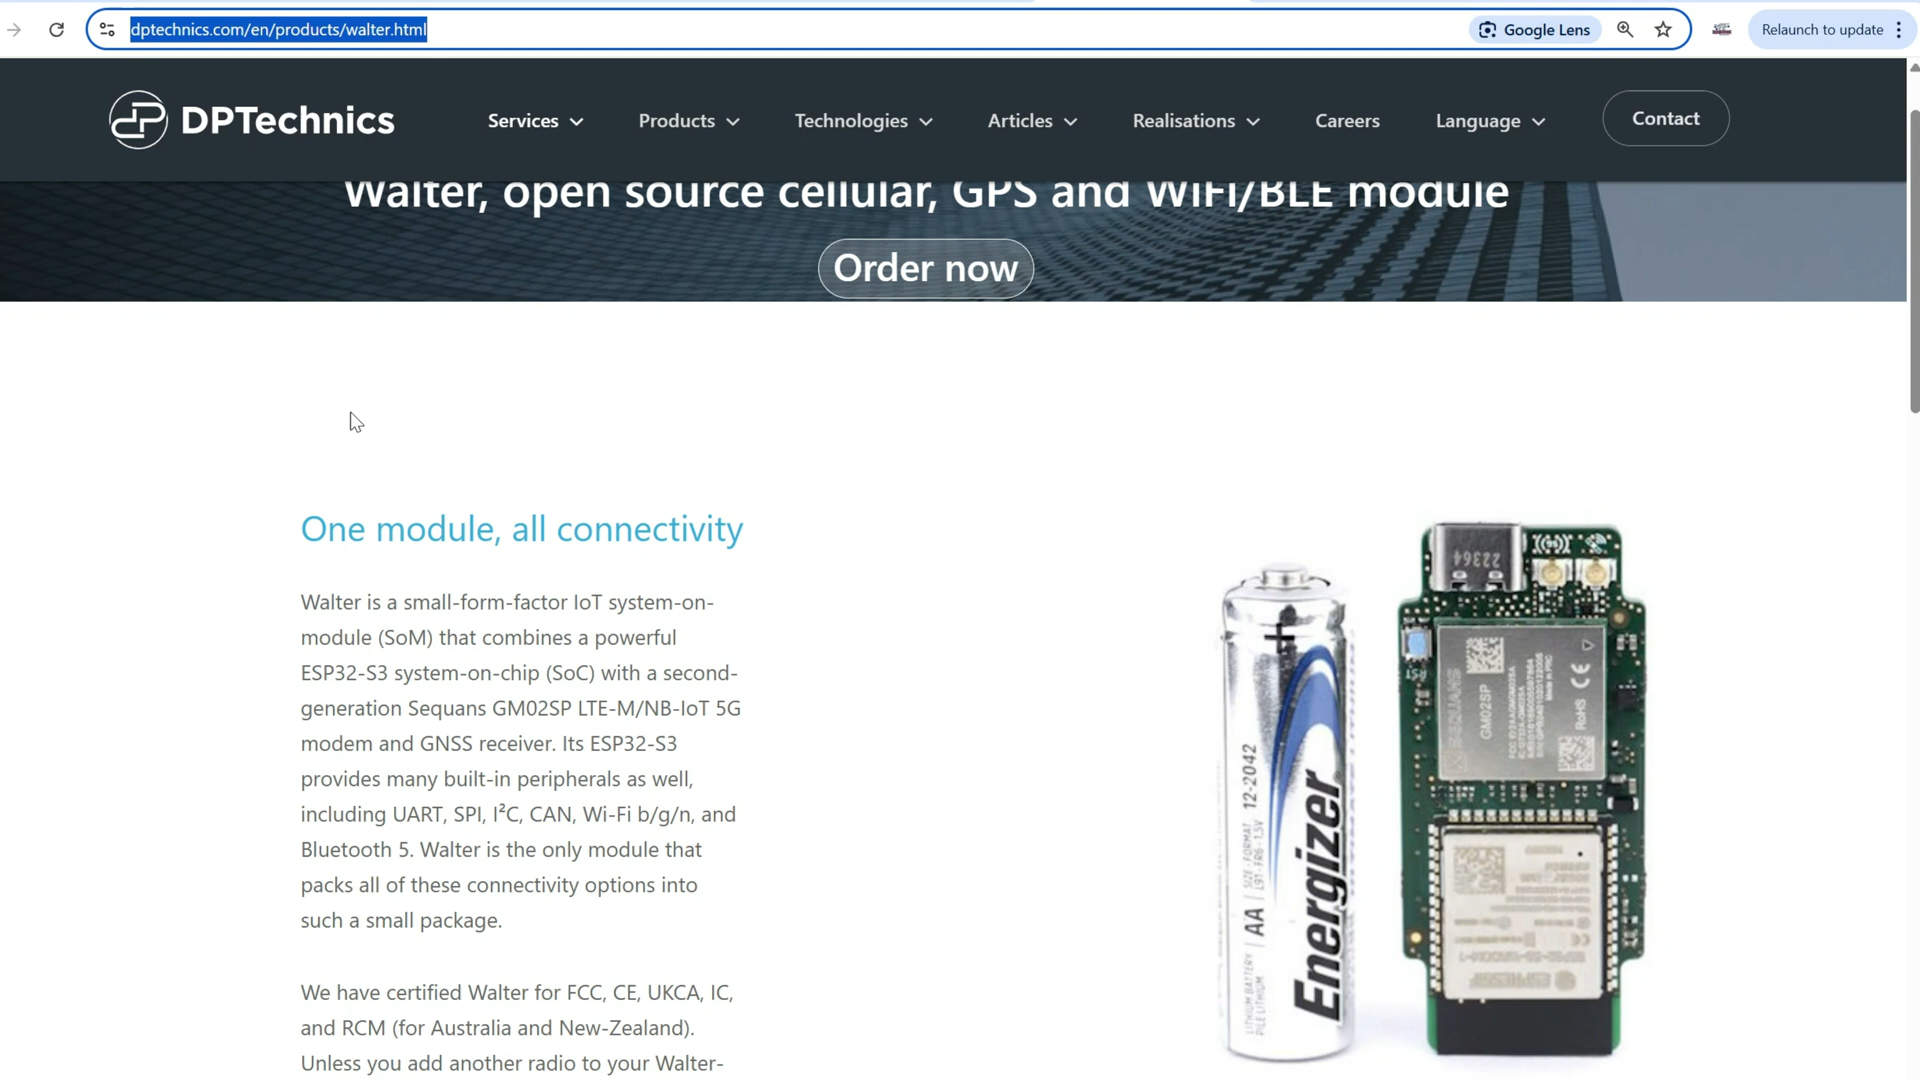 dptechnics.com/en/products/walter.html
Google Lens
Relaunch to update
DPTechnics
Services
Products
Technologies
Articles
Realisations
Careers
Language
Contact
Walter, open source cellular, GPS and WiFi/BLE module
Order now
One module, all connectivity
Walter is a small-form-factor IoT system-on-
module (SoM) that combines a powerful
ESP32-S3 system-on-chip (SoC) with a second-
generation Sequans GM02SP LTE-M/NB-IoT 5G
modem and GNSS receiver. Its ESP32-S3
provides many built-in peripherals as well,
including UART, SPI, I²C, CAN, Wi-Fi b/g/n, and
Bluetooth 5. Walter is the only module that
packs all of these connectivity options into
such a small package.
We have certified Walter for FCC, CE, UKCA, IC,
and RCM (for Australia and New-Zealand).
Unless you add another radio to your Walter-
+
12-2042
AA
Energizer
22364
RST
SEQUANS
GM02SP
RoHS
CE